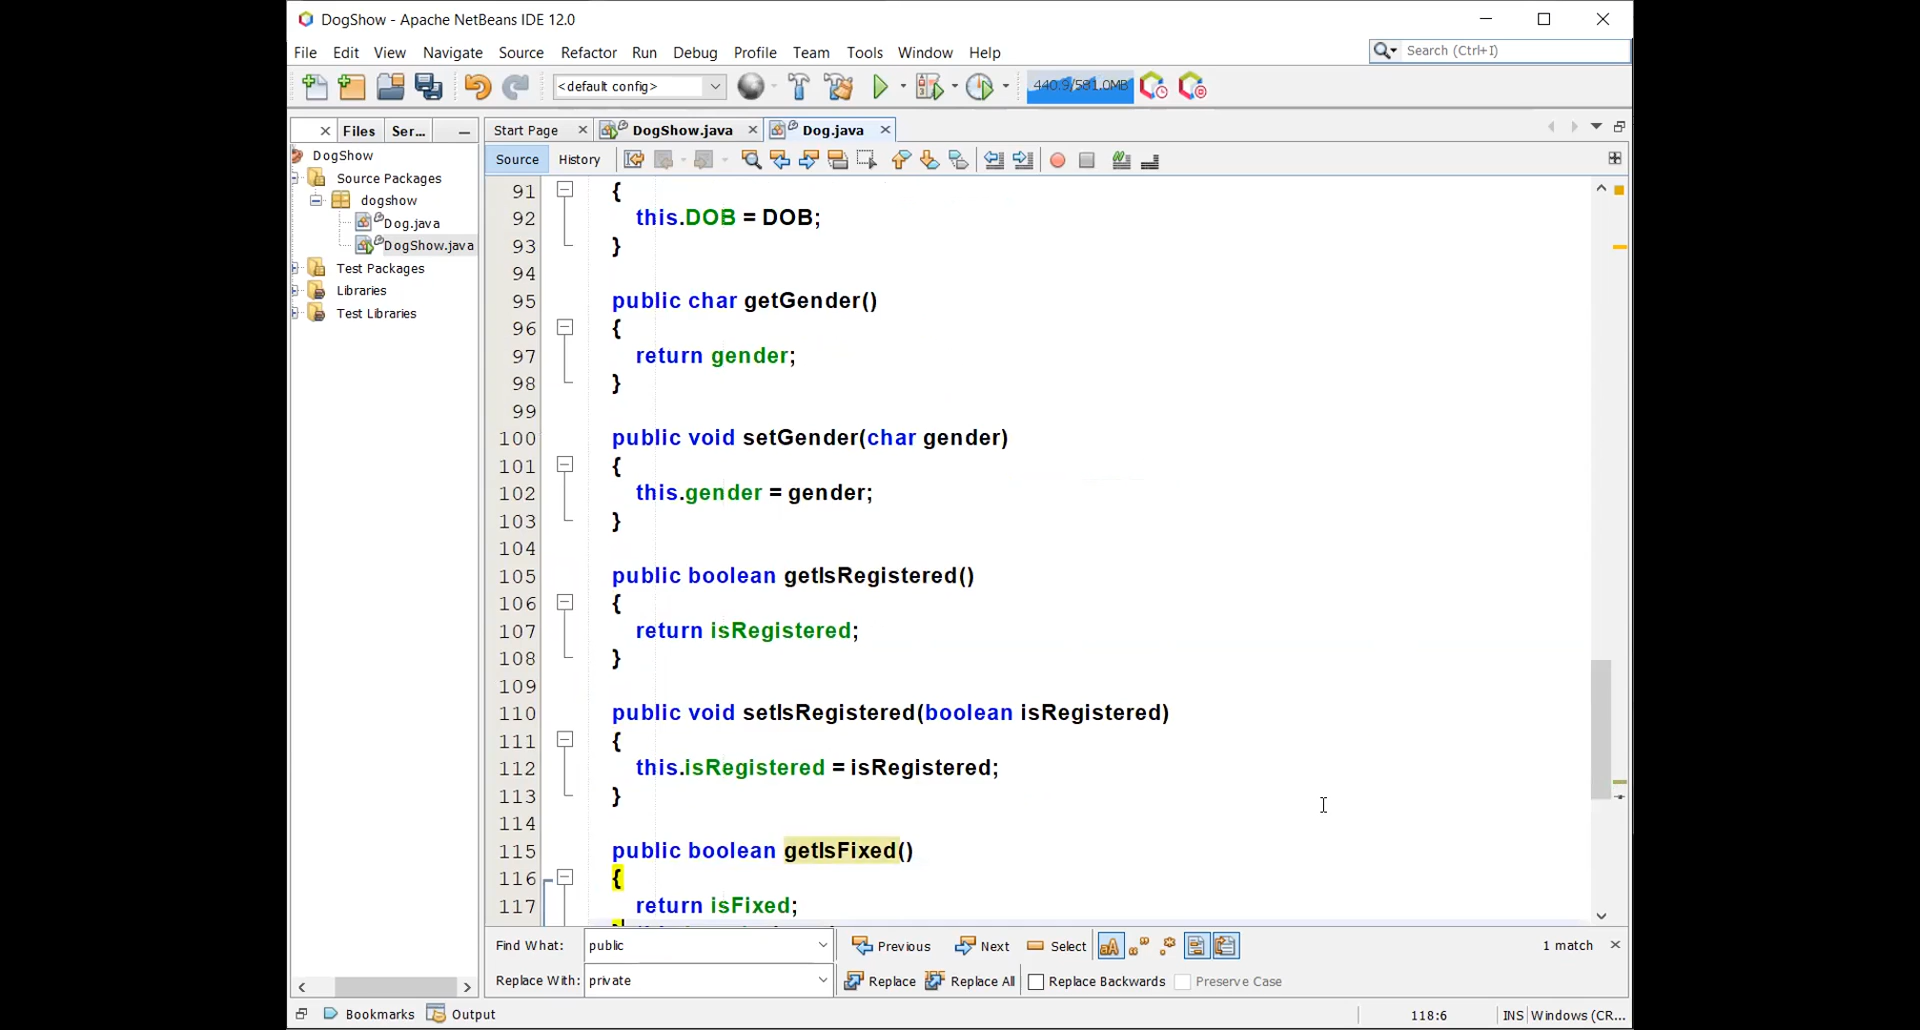 DogShow - Apache NetBeans IDE 12.0
File Edit View Navigate Source Refactor Run Debug Profile Team Tools Window Help
Search (Ctrl+I)
<default config>
440.9/581.0MB
Files Ser...
Start Page DogShow.java Dog.java
Source History
DogShow
Source Packages
dogshow
Dog.java
DogShow.java
Test Packages
Libraries
Test Libraries
91 {
92 this.DOB = DOB;
93 }
94
95 public char getGender()
96 {
97 return gender;
98 }
99
100 public void setGender(char gender)
101 {
102 this.gender = gender;
103 }
104
105 public boolean getIsRegistered()
106 {
107 return isRegistered;
108 }
109
110 public void setIsRegistered(boolean isRegistered)
111 {
112 this.isRegistered = isRegistered;
113 }
114
115 public boolean getIsFixed()
116 {
117 return isFixed;
Find What: public Previous Next Select 1 match
Replace With: private Replace Replace All Replace Backwards Preserve Case
Bookmarks Output
118:6 INS Windows (CR...